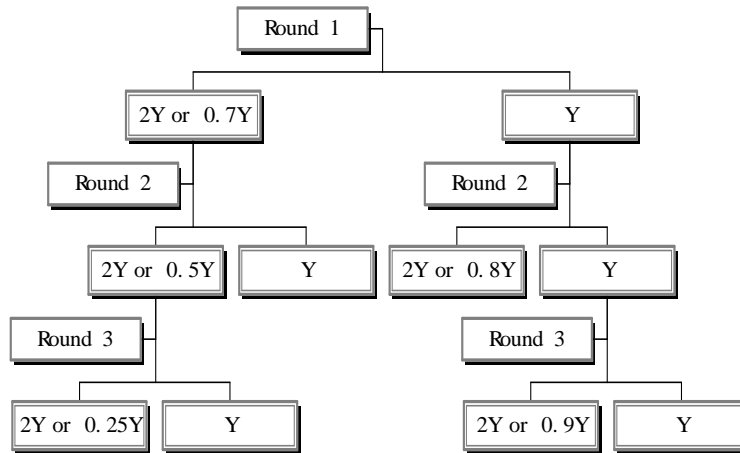 Round 1
2Y or 0.7Y
Y
Round 2
Round 2
2Y or 0.5Y
Y
2Y or 0.8Y
Y
Round 3
Round 3
2Y or 0.25Y
Y
2Y or 0.9Y
Y